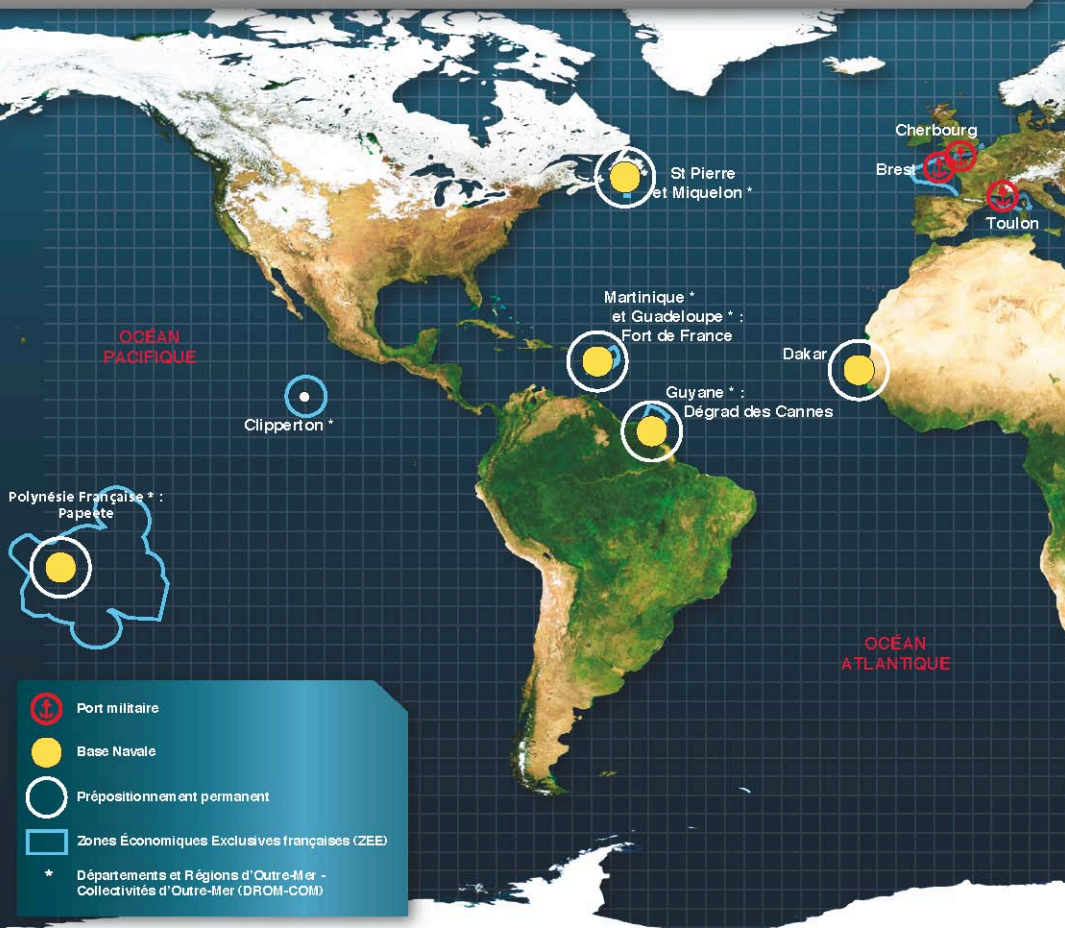 Cherbourg
Brest
St Pierre
et Miquelon *
Toulon
Martinique *
et Guadeloupe * :
Fort de France
OCÉAN
PACIFIQUE
Dakar
Guyane * :
Dégrad des Cannes
Clipperton *
Polynésie Française * :
Papeete
OCÉAN
ATLANTIQUE
Port militaire
Base Navale
Prépositionnement permanent
Zones Économiques Exclusives françaises (ZEE)
* Départements et Régions d'Outre-Mer -
Collectivités d'Outre-Mer (DROM-COM)